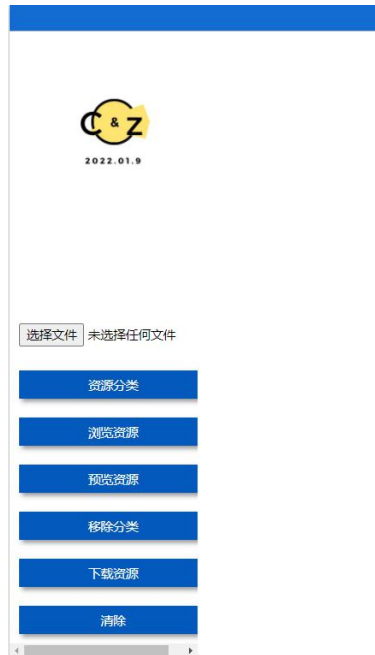 C & Z
2022.01.9
选择文件 未选择任何文件
资源分类
浏览资源
预览资源
移除分类
下载资源
清除